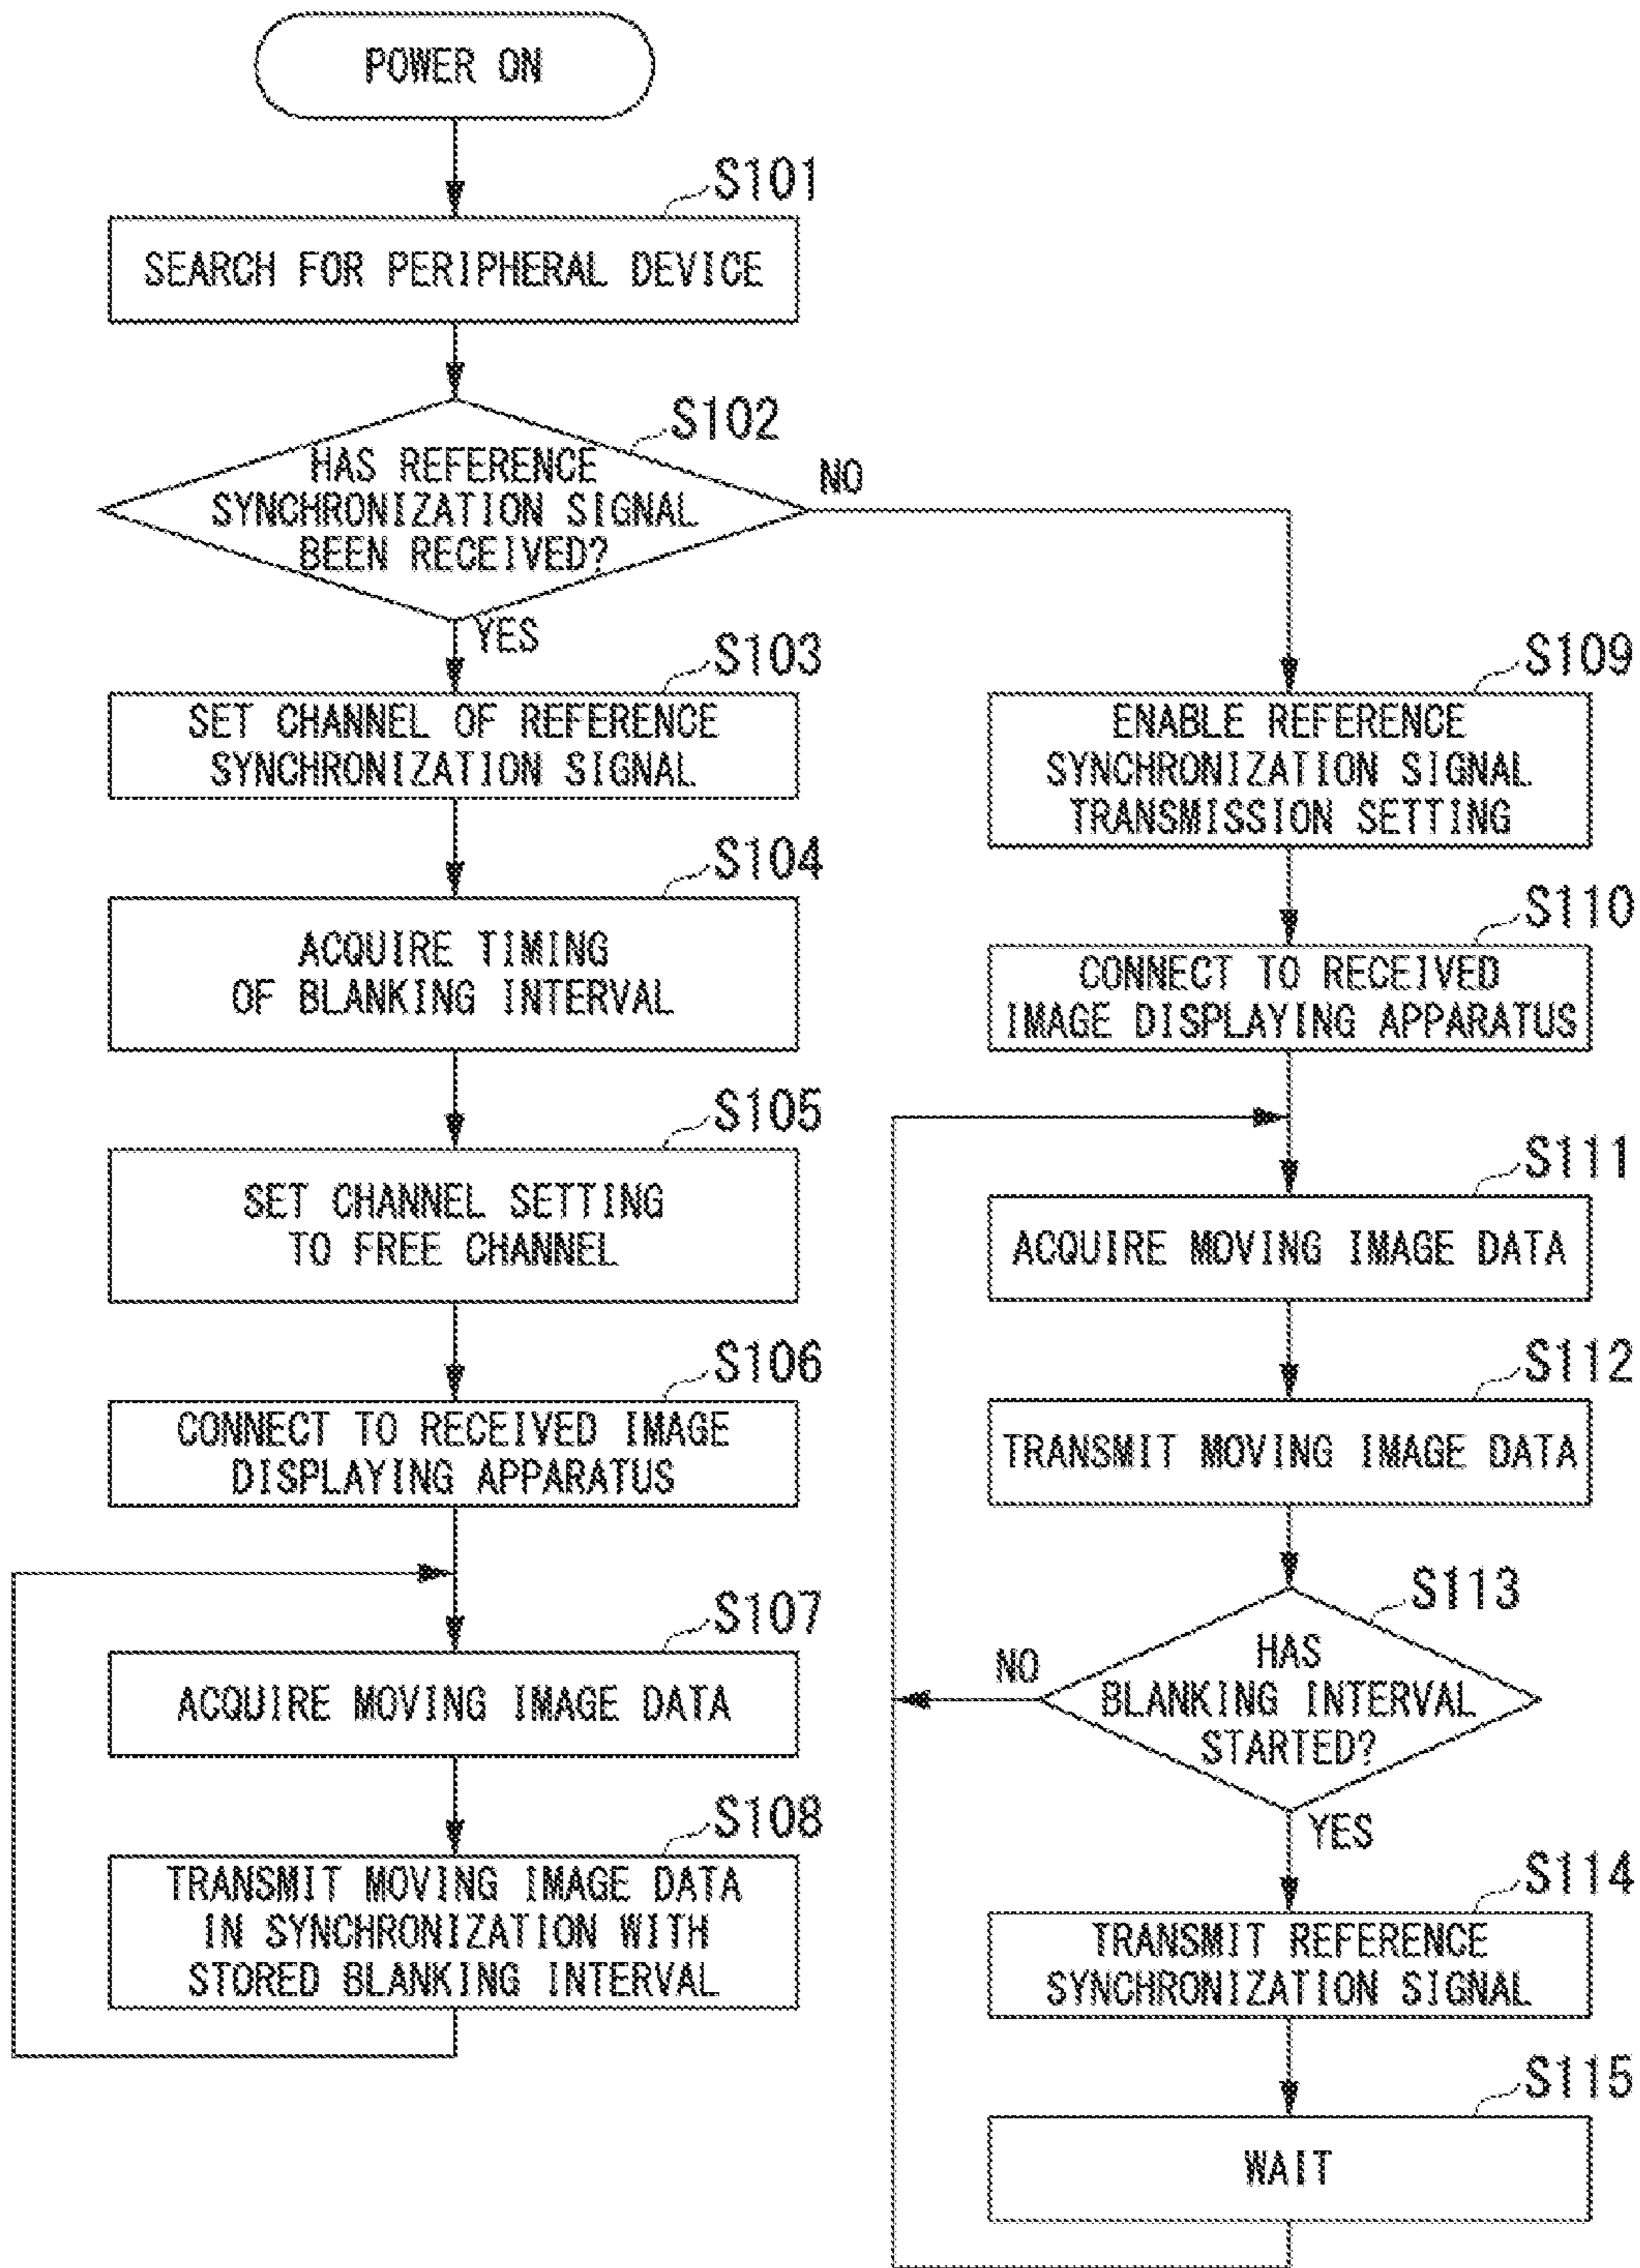 POWER ON
S101
SEARCH FOR PERIPHERAL DEVICE
S102
HAS REFERENCE
SYNCHRONIZATION SIGNAL
BEEN RECEIVED?
NO
YES
S103
SET CHANNEL OF REFERENCE
SYNCHRONIZATION SIGNAL
S104
ACQUIRE TIMING
OF BLANKING INTERVAL
S105
SET CHANNEL SETTING
TO FREE CHANNEL
S106
CONNECT TO RECEIVED IMAGE
DISPLAYING APPARATUS
S107
ACQUIRE MOVING IMAGE DATA
S108
TRANSMIT MOVING IMAGE DATA
IN SYNCHRONIZATION WITH
STORED BLANKING INTERVAL
S109
ENABLE REFERENCE
SYNCHRONIZATION SIGNAL
TRANSMISSION SETTING
S110
CONNECT TO RECEIVED
IMAGE DISPLAYING APPARATUS
S111
ACQUIRE MOVING IMAGE DATA
S112
TRANSMIT MOVING IMAGE DATA
S113
HAS
BLANKING INTERVAL
STARTED?
NO
YES
S114
TRANSMIT REFERENCE
SYNCHRONIZATION SIGNAL
S115
WAIT